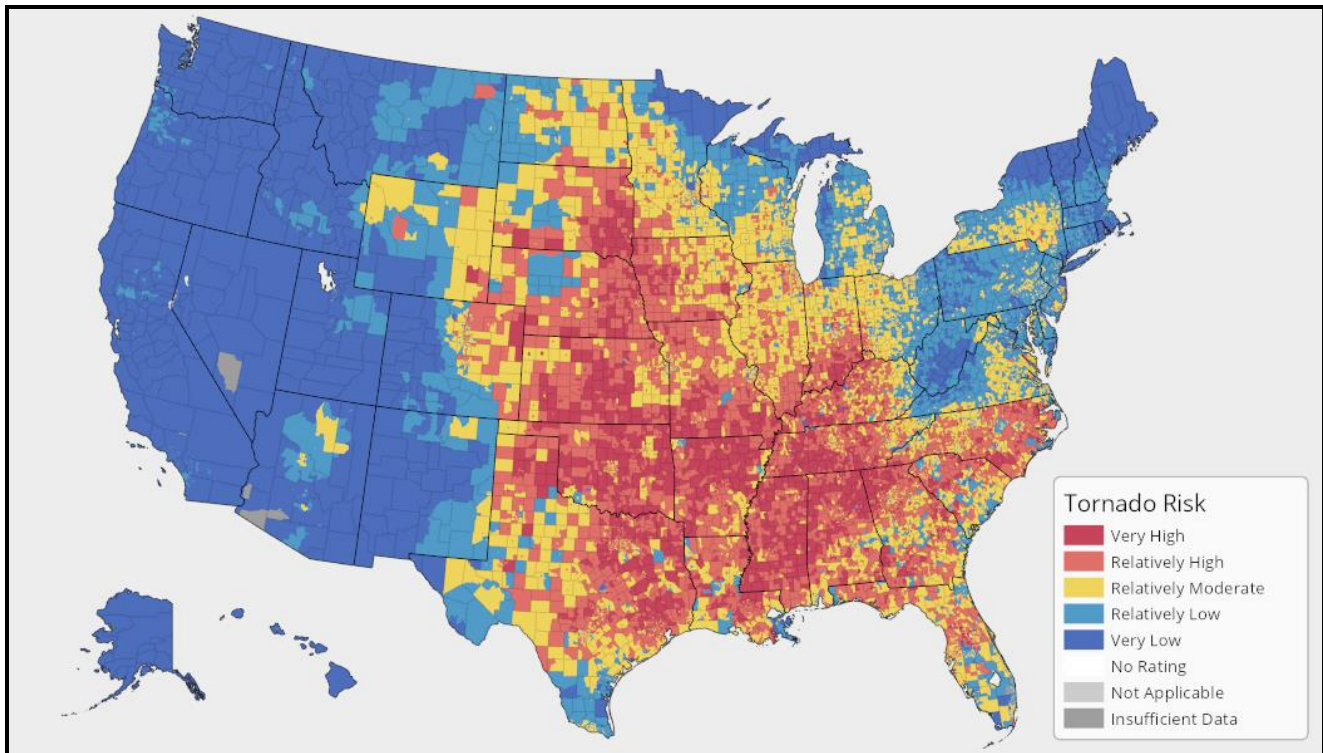 Tornado Risk
Very High
Relatively High
Relatively Moderate
Relatively Low
Very Low
No Rating
Not Applicable
Insufficient Data